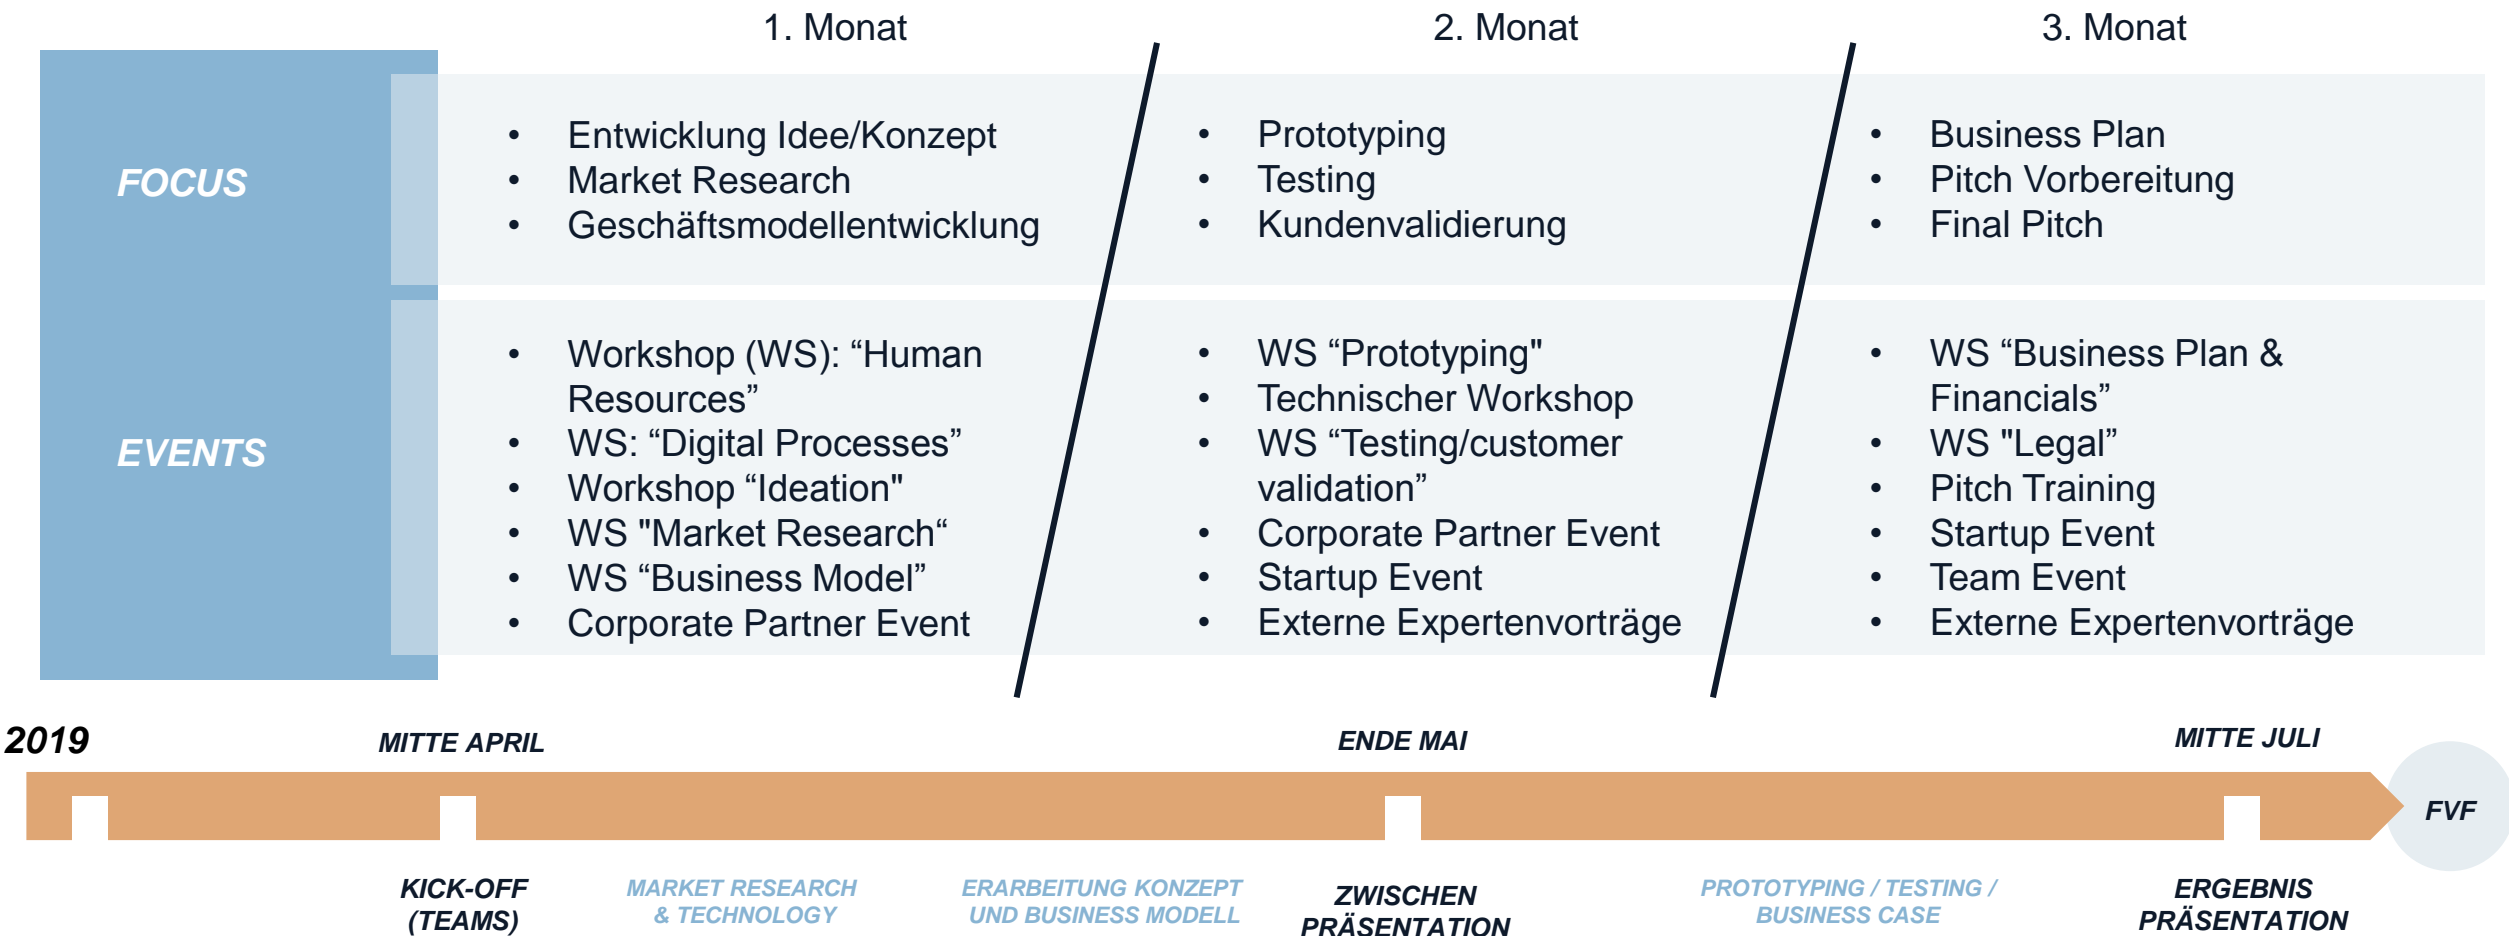 1. Monat
2. Monat
3. Monat
FOCUS
• Entwicklung Idee/Konzept
• Market Research
• Geschäftsmodellentwicklung
• Prototyping
• Testing
• Kundenvalidierung
• Business Plan
• Pitch Vorbereitung
• Final Pitch
EVENTS
• Workshop (WS): “Human
Resources”
• WS: “Digital Processes”
• Workshop “Ideation"
• WS "Market Research“
• WS “Business Model”
• Corporate Partner Event
• WS “Prototyping"
• Technischer Workshop
• WS “Testing/customer
validation”
• Corporate Partner Event
• Startup Event
• Externe Expertenvorträge
• WS “Business Plan &
Financials”
• WS "Legal”
• Pitch Training
• Startup Event
• Team Event
• Externe Expertenvorträge
2019
MITTE APRIL
ENDE MAI
MITTE JULI
FVF
KICK-OFF
(TEAMS)
MARKET RESEARCH
& TECHNOLOGY
ERARBEITUNG KONZEPT
UND BUSINESS MODELL
ZWISCHEN
PRÄSENTATION
PROTOTYPING / TESTING /
BUSINESS CASE
ERGEBNIS
PRÄSENTATION